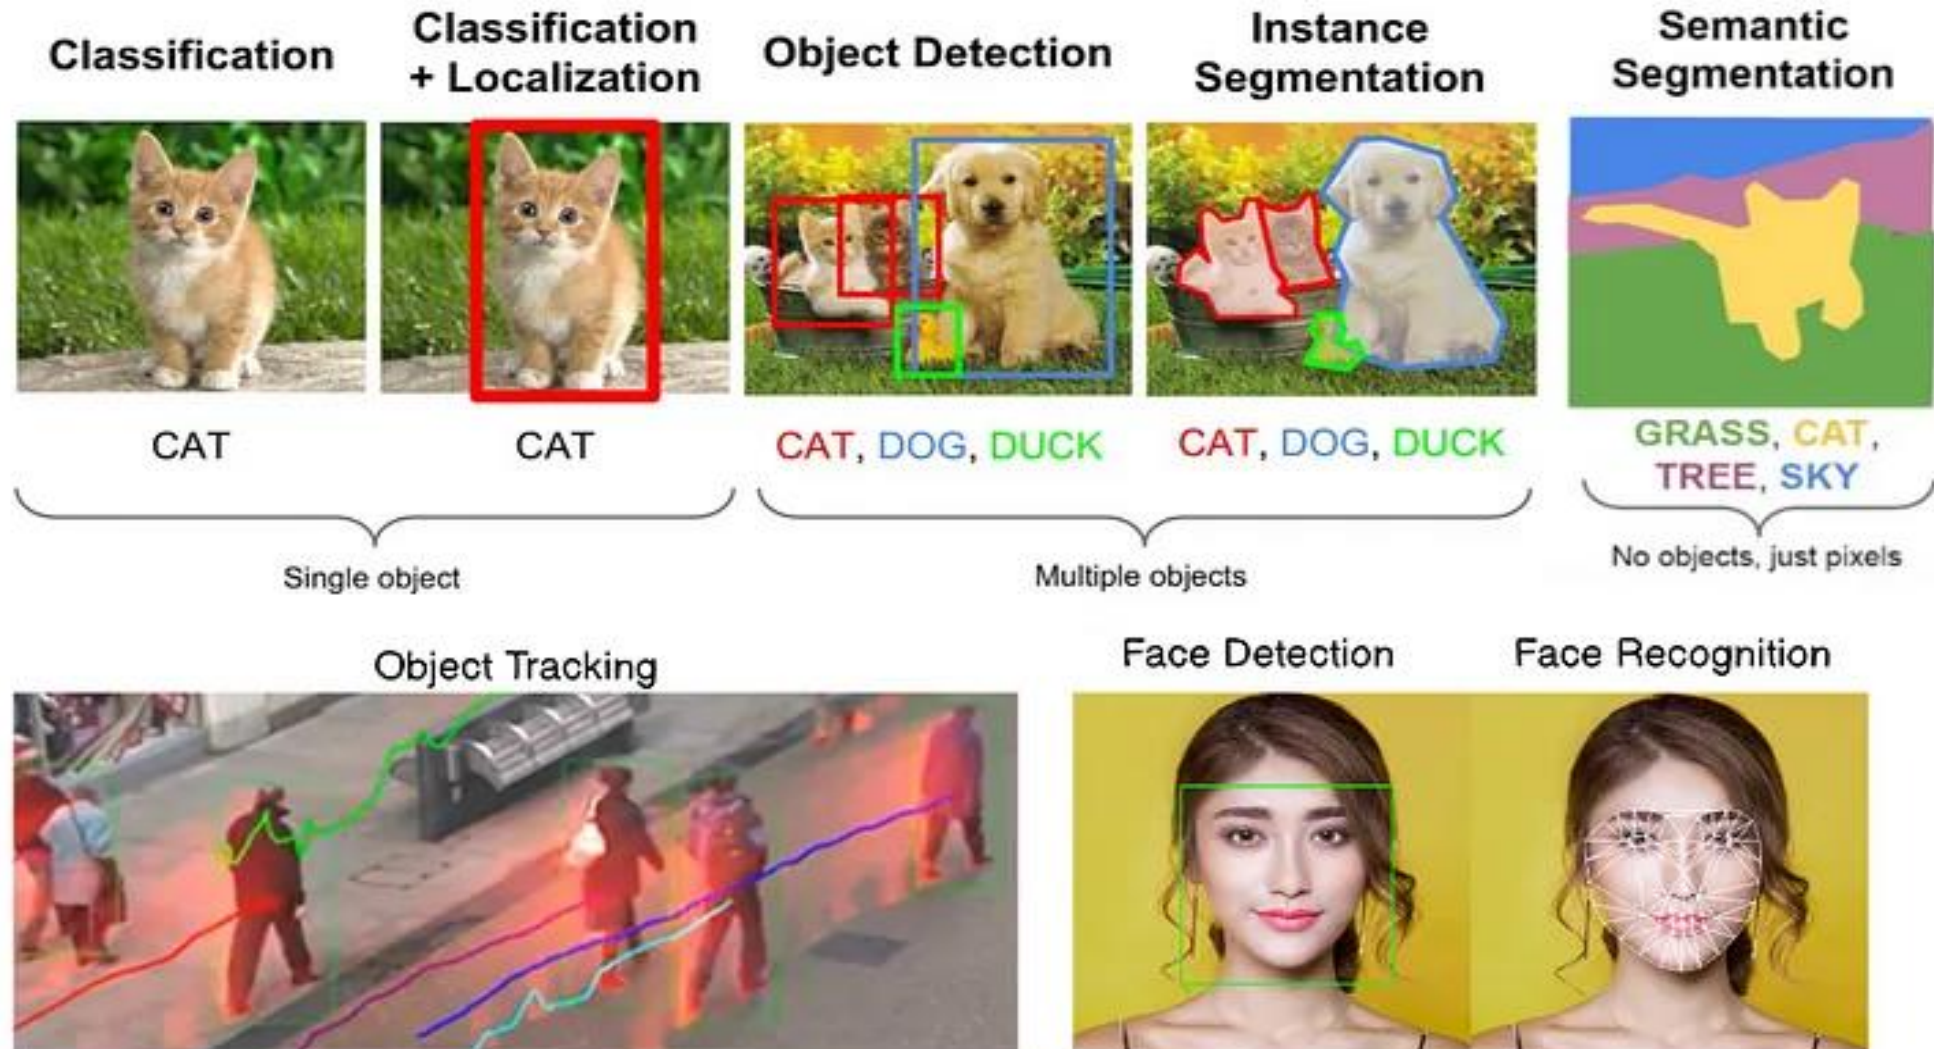 Classification
Classification
+ Localization
Object Detection
Instance
Segmentation
Semantic
Segmentation
CAT
CAT
CAT, DOG, DUCK
CAT, DOG, DUCK
GRASS, CAT,
TREE, SKY
Single object
Multiple objects
No objects, just pixels
Object Tracking
Face Detection
Face Recognition